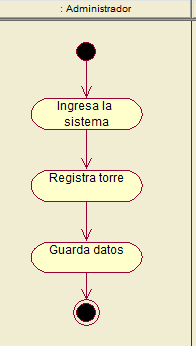 : Administrador
Ingresa la
sistema
Registra torre
Guarda datos